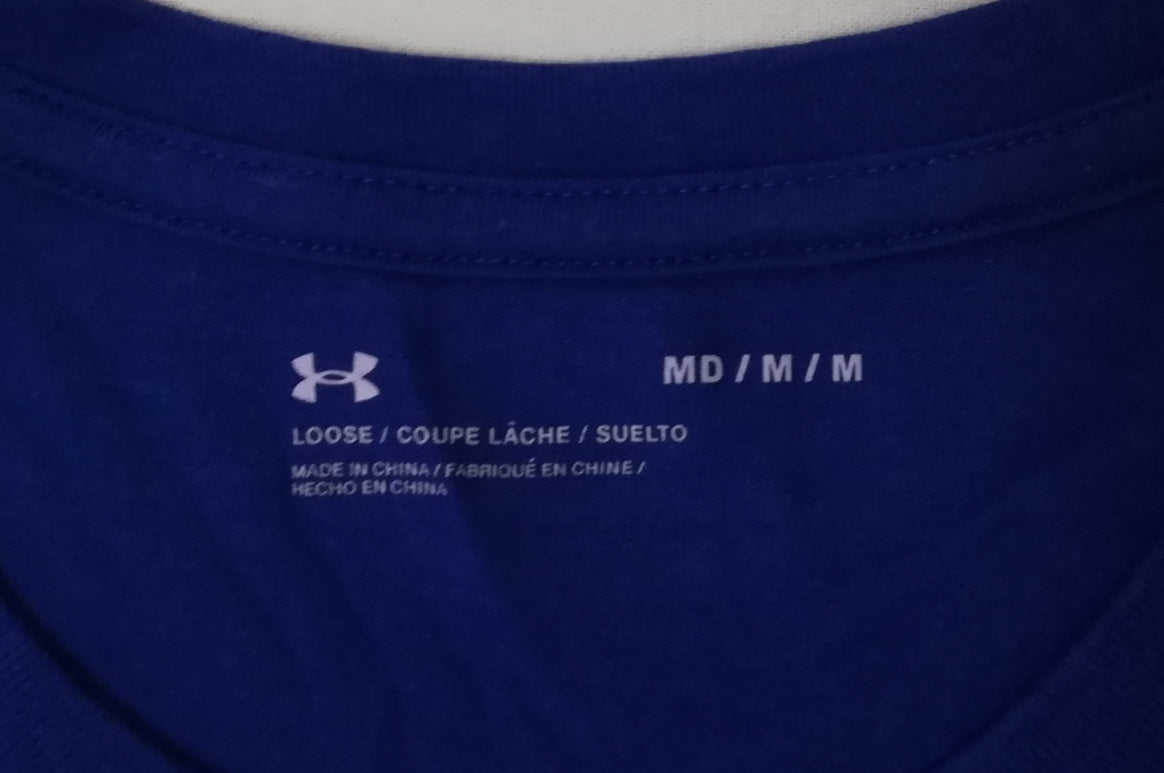 MD / M / M
LOOSE / COUPE LÂCHE / SUELTO
MADE IN CHINA / FABRIQUÉ EN CHINE /
HECHO EN CHINA